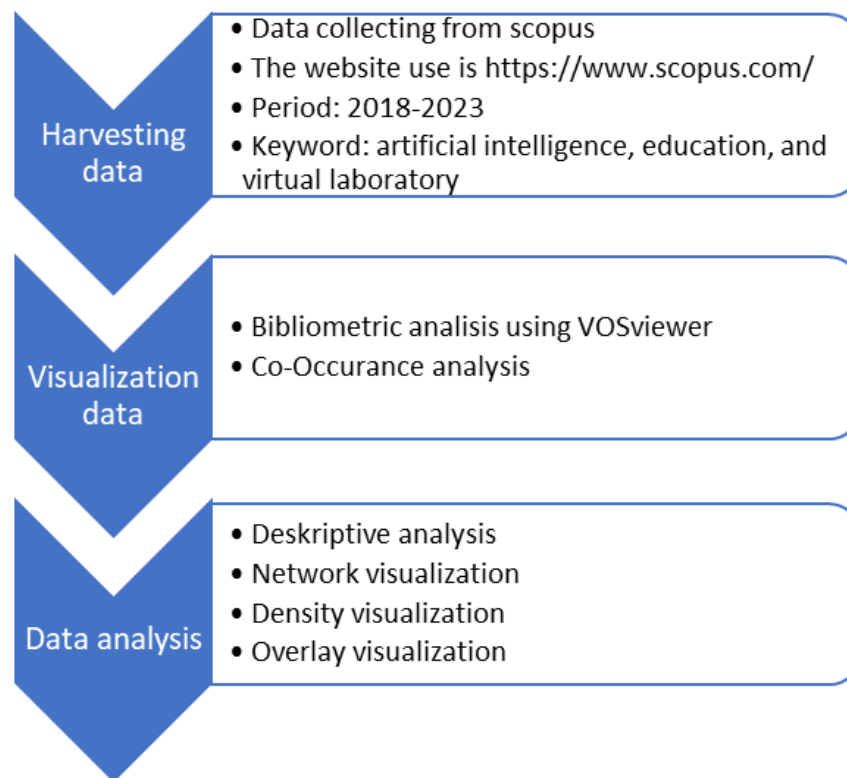 Harvesting
data
• Data collecting from scopus
• The website use is https://www.scopus.com/
• Period: 2018-2023
• Keyword: artificial intelligence, education, and
virtual laboratory
Visualization
data
• Bibliometric analisis using VOSviewer
• Co-Occurance analysis
Data analysis
• Deskriptive analysis
• Network visualization
• Density visualization
• Overlay visualization